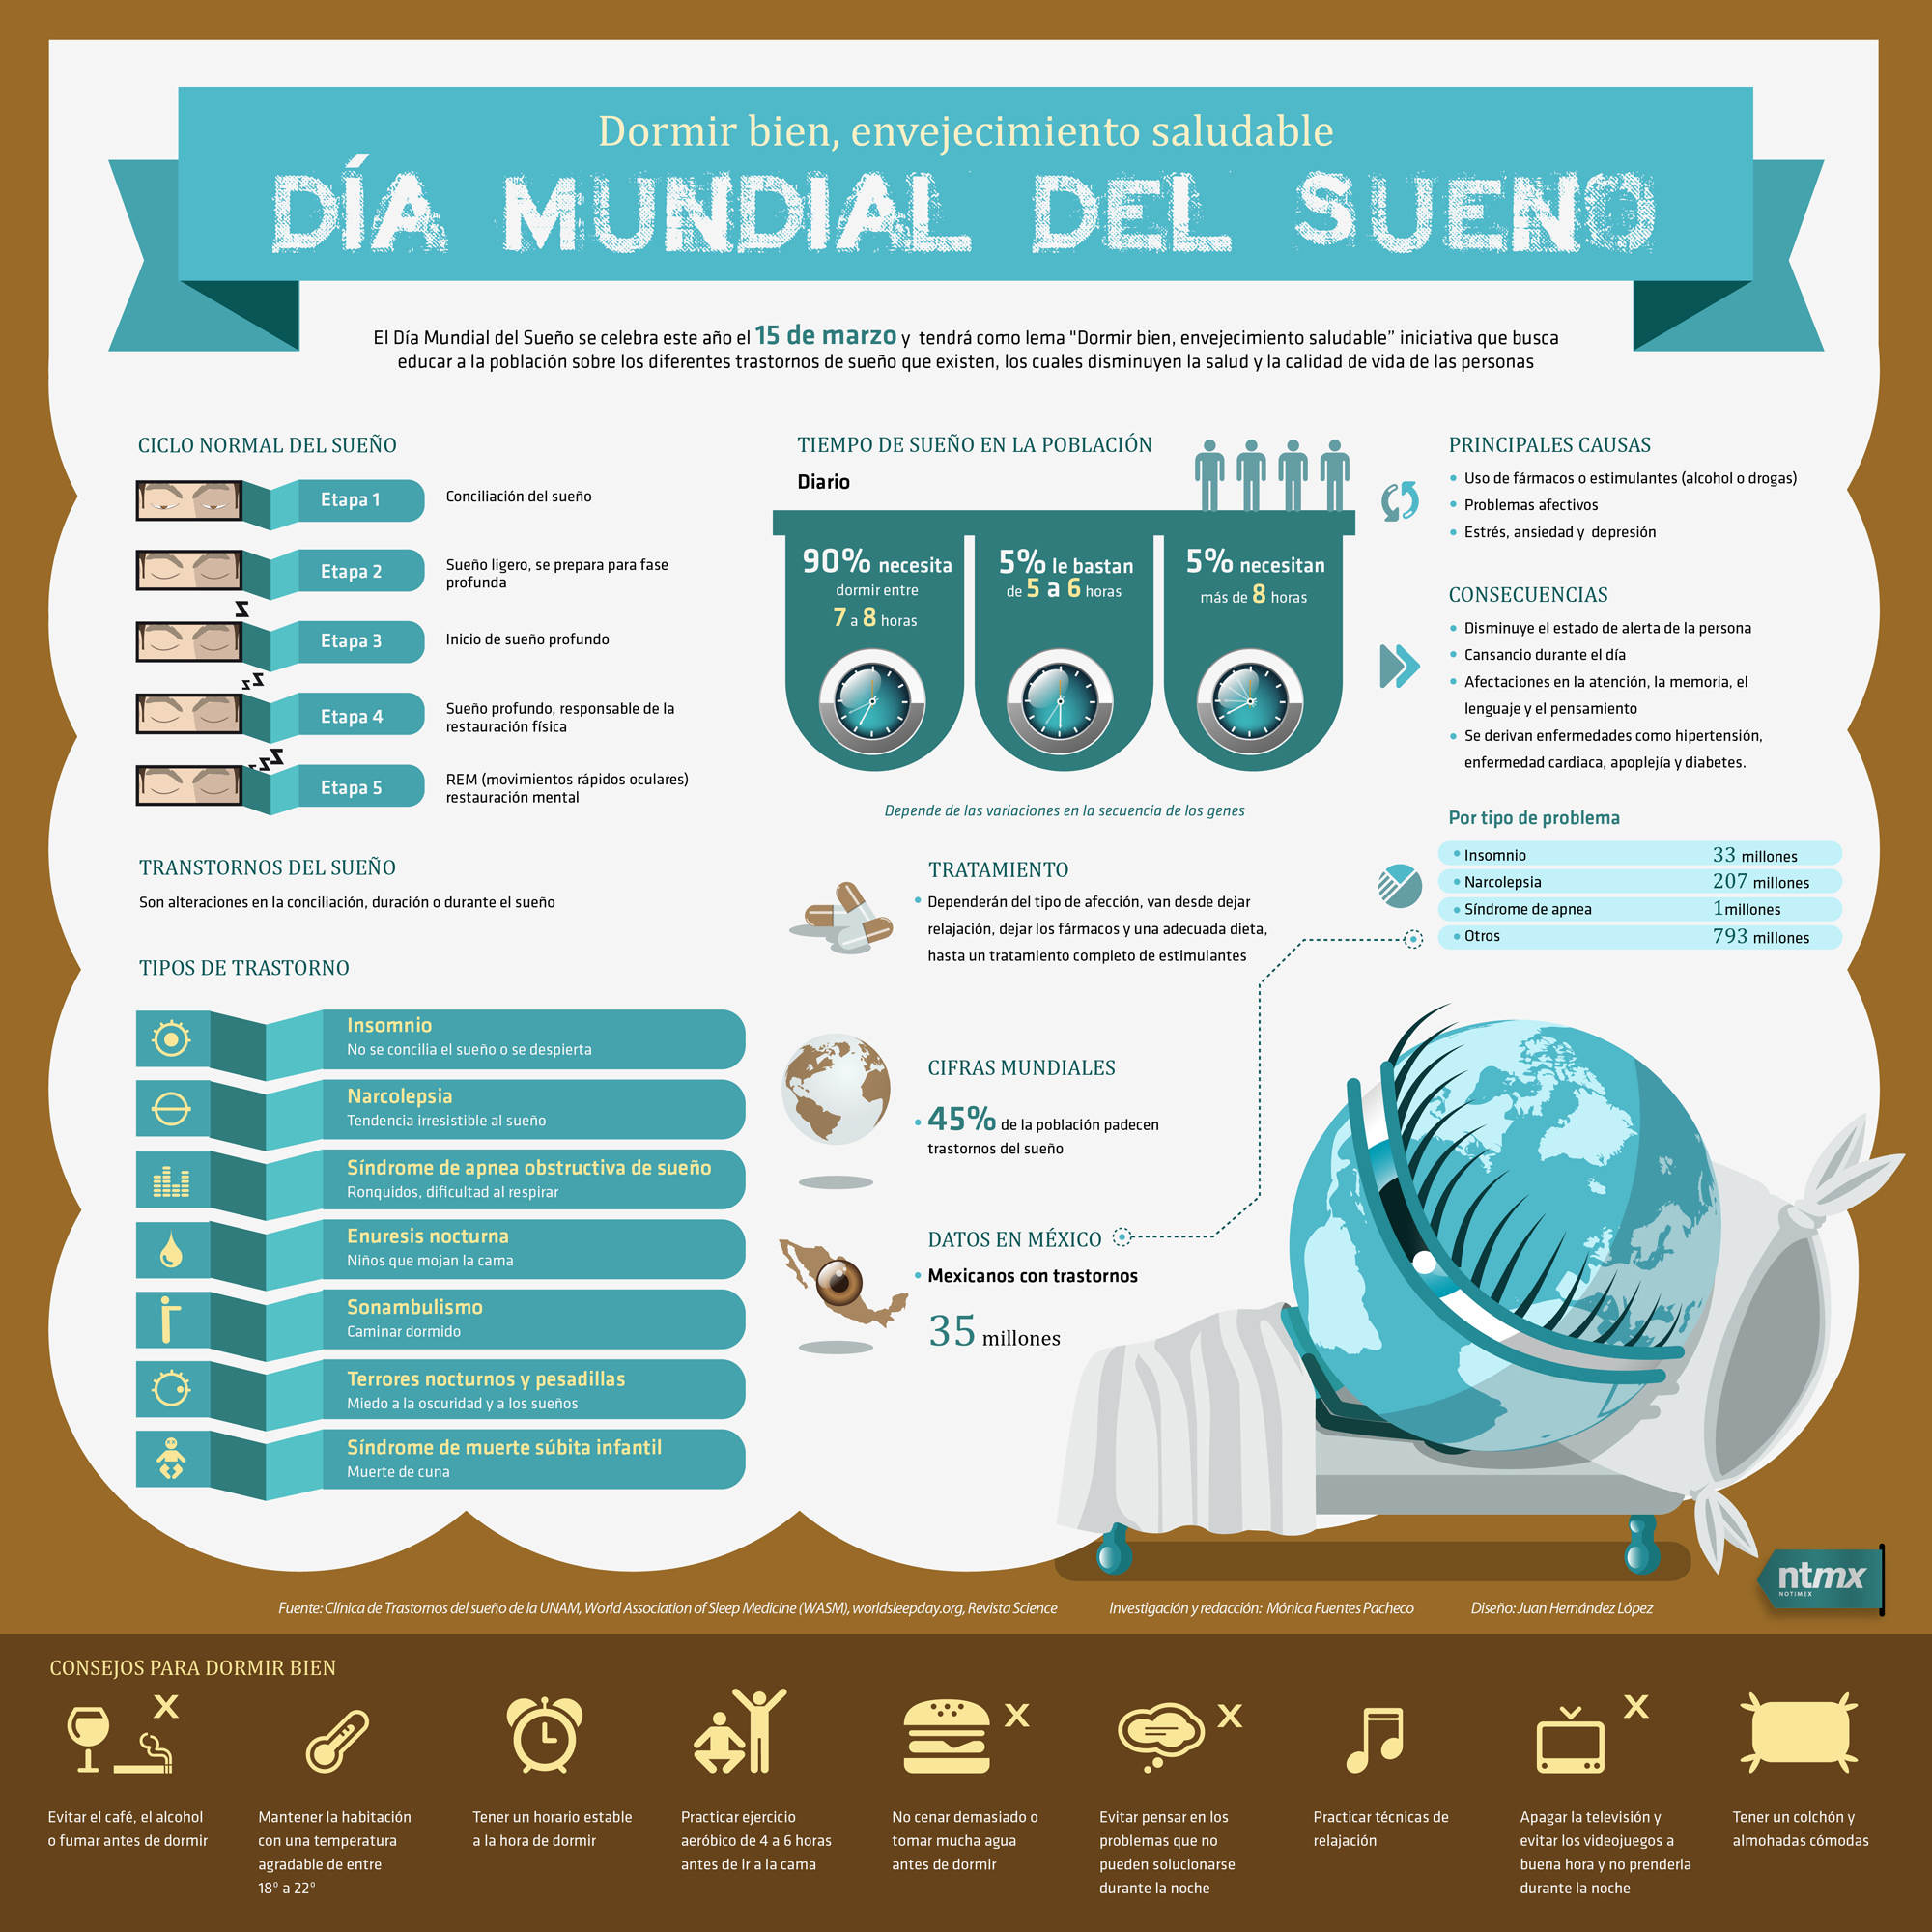 Dormir bien, envejecimiento saludable
DÍA MUNDIAL DEL SUENO
El Día Mundial del Sueño se celebra este año el 15 de marzo y tendrá como lema "Dormir bien, envejecimiento saludable" iniciativa que busca
educar a la población sobre los diferentes trastornos de sueño que existen, los cuales disminuyen la salud y la calidad de vida de las personas
CICLO NORMAL DEL SUEÑO
Etapa 1
Conciliación del sueño
Etapa 2
Sueño ligero, se prepara para fase
profunda
z
Etapa 3
Inicio de sueño profundo
zz
Etapa 4
Sueño profundo, responsable de la
restauración física
zzz
Etapa 5
REM (movimientos rápidos oculares)
restauración mental
TRANSTORNOS DEL SUEÑO
Son alteraciones en la conciliación, duración o durante el sueño
TIPOS DE TRASTORNO
Insomnio
No se concilia el sueño o se despierta
Narcolepsia
Tendencia irresistible al sueño
Síndrome de apnea obstructiva de sueño
Ronquidos, dificultad al respirar
Enuresis nocturna
Niños que mojan la cama
Sonambulismo
Caminar dormido
Terrores nocturnos y pesadillas
Miedo a la oscuridad y a los sueños
Síndrome de muerte súbita infantil
Muerte de cuna
TIEMPO DE SUEÑO EN LA POBLACIÓN
Diario
90% necesita
dormir entre
7 a 8 horas
5% le bastan
de 5 a 6 horas
5% necesitan
más de 8 horas
Depende de las variaciones en la secuencia de los genes
TRATAMIENTO
• Dependerán del tipo de afección, van desde dejar
relajación, dejar los fármacos y una adecuada dieta,
hasta un tratamiento completo de estimulantes
CIFRAS MUNDIALES
• 45% de la población padecen
trastornos del sueño
DATOS EN MÉXICO
• Mexicanos con trastornos
35 millones
PRINCIPALES CAUSAS
• Uso de fármacos o estimulantes (alcohol o drogas)
• Problemas afectivos
• Estrés, ansiedad y depresión
CONSECUENCIAS
• Disminuye el estado de alerta de la persona
• Cansancio durante el día
• Afectaciones en la atención, la memoria, el
lenguaje y el pensamiento
• Se derivan enfermedades como hipertensión,
enfermedad cardiaca, apoplejía y diabetes.
Por tipo de problema
• Insomnio 33 millones
• Narcolepsia 207 millones
• Síndrome de apnea 1millones
• Otros 793 millones
ntmx
NOTIMEX
Fuente: Clínica de Trastornos del sueño de la UNAM, World Association of Sleep Medicine (WASM), worldsleepday.org, Revista Science
Investigación y redacción: Mónica Fuentes Pacheco
Diseño: Juan Hernández López
CONSEJOS PARA DORMIR BIEN
X
Evitar el café, el alcohol
o fumar antes de dormir
Mantener la habitación
con una temperatura
agradable de entre
18° a 22°
Tener un horario estable
a la hora de dormir
Practicar ejercicio
aeróbico de 4 a 6 horas
antes de ir a la cama
X
No cenar demasiado o
tomar mucha agua
antes de dormir
X
Evitar pensar en los
problemas que no
pueden solucionarse
durante la noche
Practicar técnicas de
relajación
X
Apagar la televisión y
evitar los videojuegos a
buena hora y no prenderla
durante la noche
Tener un colchón y
almohadas cómodas